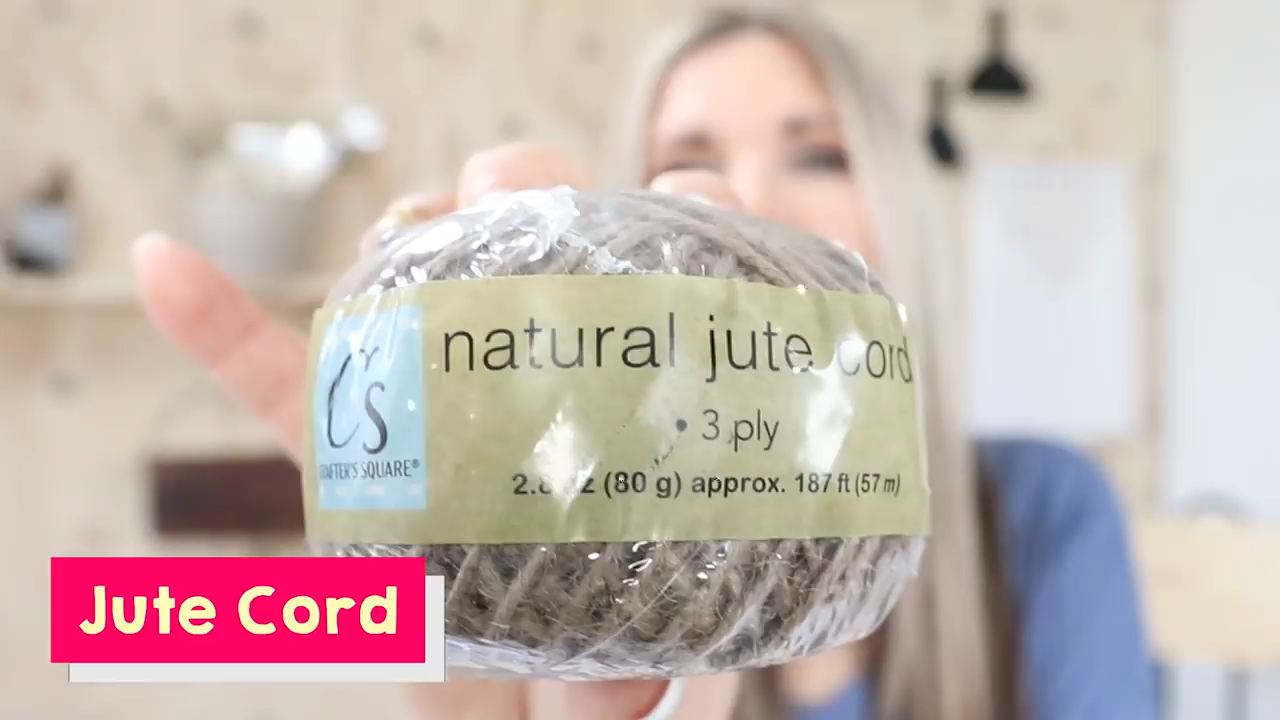 natural jute cord
• 3 ply
(80 g) approx. 187 ft (57 m)
C's
CRAFTER'S SQUARE®
Jute Cord